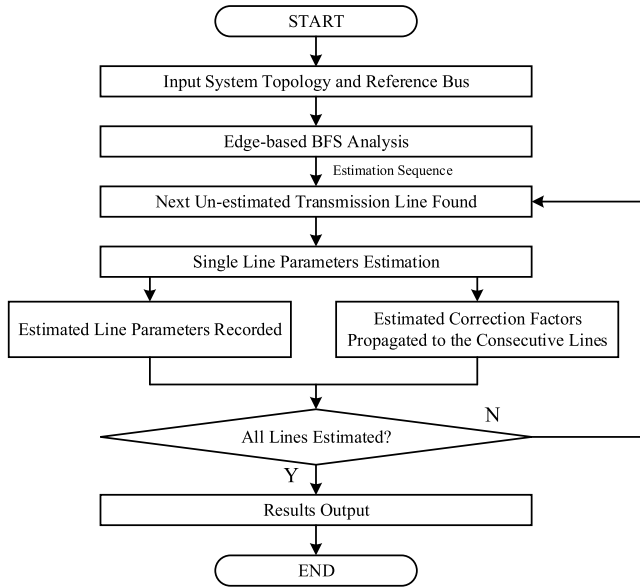 START
Input System Topology and Reference Bus
Edge-based BFS Analysis
Estimation Sequence
Next Un-estimated Transmission Line Found
Single Line Parameters Estimation
Estimated Line Parameters Recorded
Estimated Correction Factors
Propagated to the Consecutive Lines
All Lines Estimated?
N
Y
Results Output
END